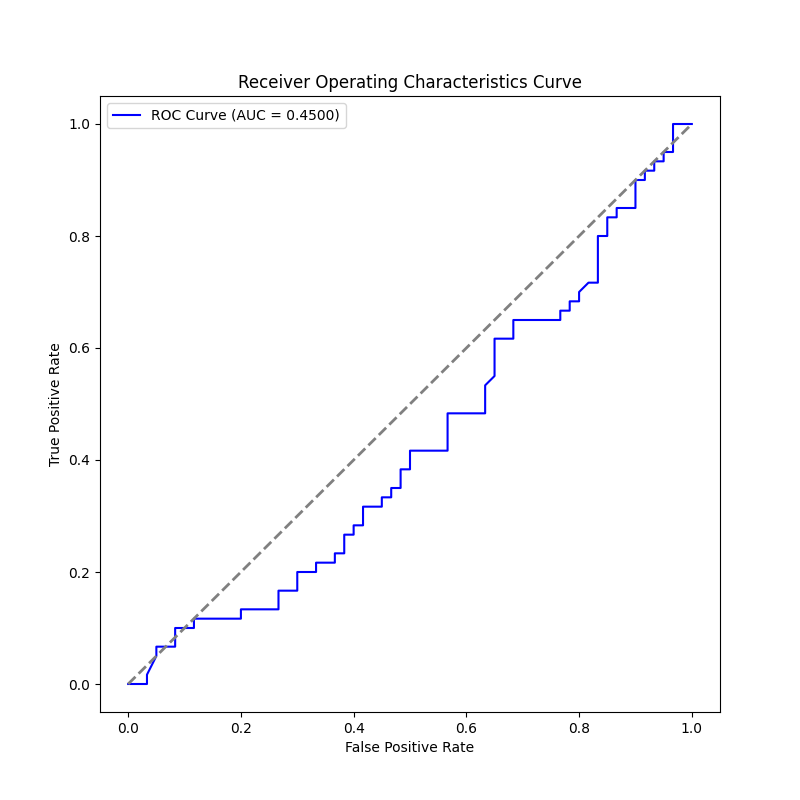 Receiver Operating Characteristics Curve
ROC Curve (AUC = 0.4500)
1.0
0.8
0.6
0.4
0.2
0.0
True Positive Rate
0.0 0.2 0.4 0.6 0.8 1.0
False Positive Rate